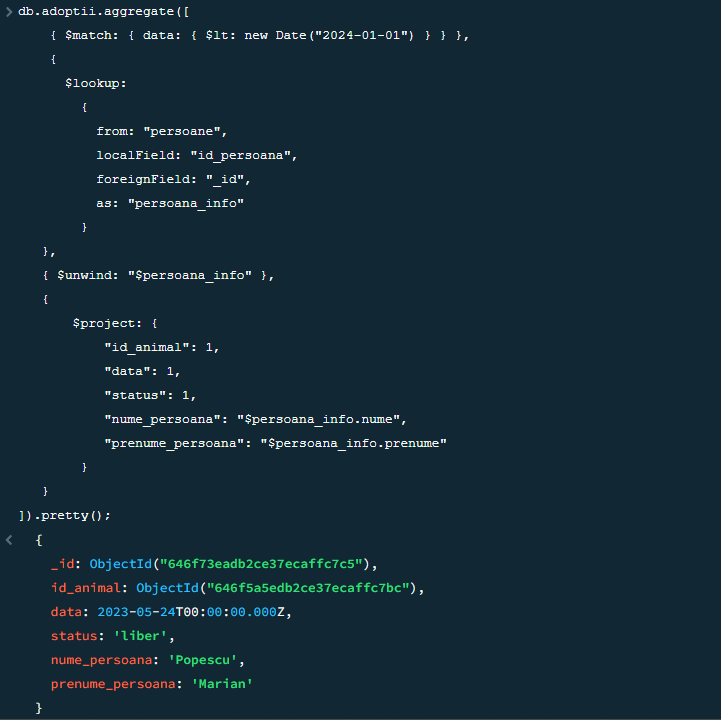 db.adoptii.aggregate([
{ $match: { data: { $lt: new Date("2024-01-01") } } },
{
$lookup:
{
from: "persoane",
localField: "id_persoana",
foreignField: "_id",
as: "persoana_info"
}
},
{ $unwind: "$persoana_info" },
{
$project: {
"id_animal": 1,
"data": 1,
"status": 1,
"nume_persoana": "$persoana_info.nume",
"prenume_persoana": "$persoana_info.prenume"
}
}
]).pretty();
{
_id: ObjectId("646f73eadb2ce37ecaffc7c5"),
id_animal: ObjectId("646f5a5edb2ce37ecaffc7bc"),
data: 2023-05-24T00:00:00.000Z,
status: 'liber',
nume_persoana: 'Popescu',
prenume_persoana: 'Marian'
}